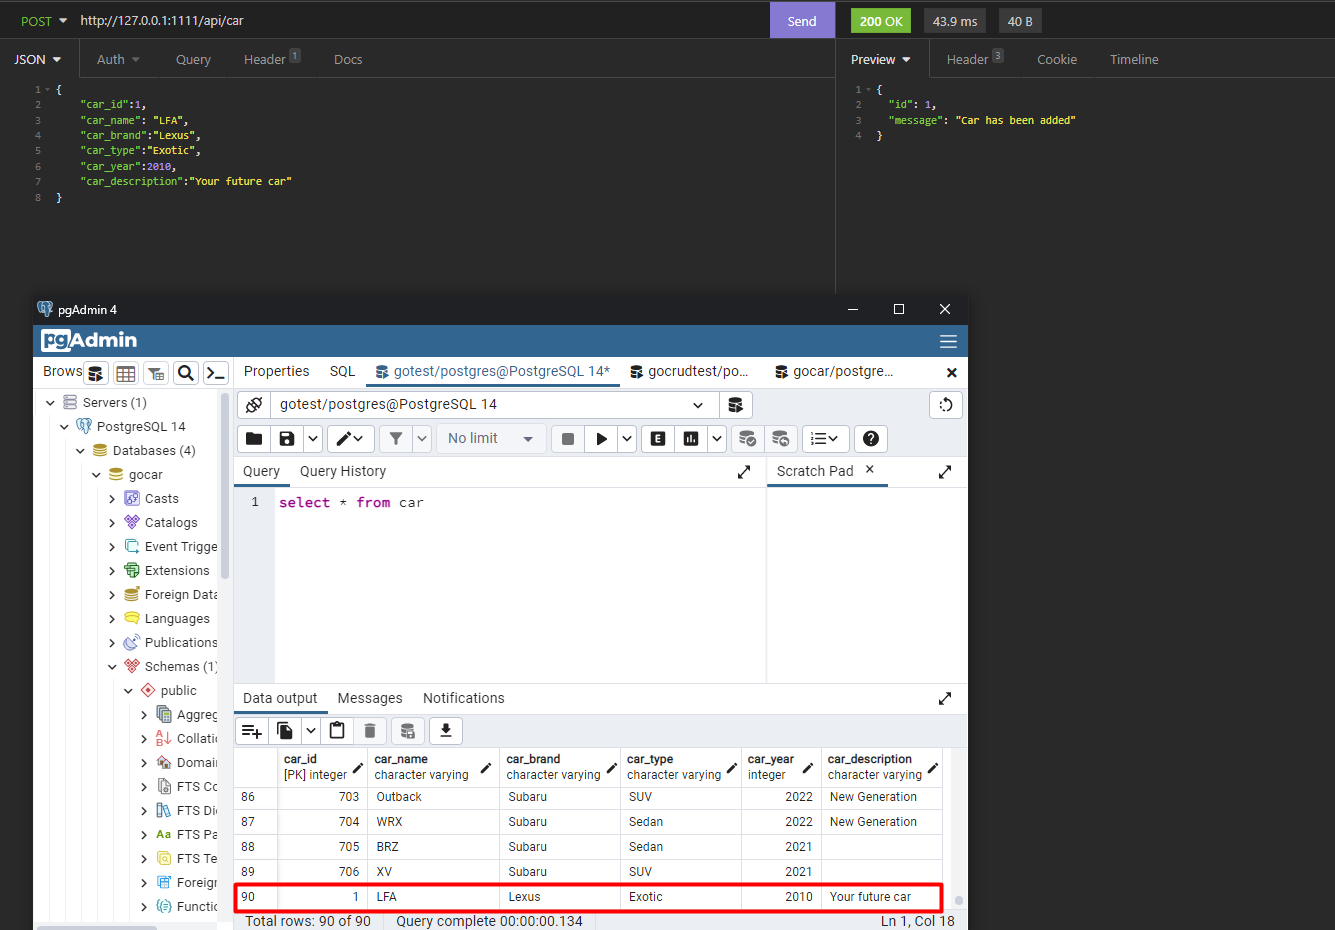 POST http://127.0.0.1:1111/api/car Send 200 OK 43.9 ms 40 B
JSON Auth Query Header 1 Docs Preview Header 3 Cookie Timeline
1 {
2 "car_id":1,
3 "car_name": "LFA",
4 "car_brand":"Lexus",
5 "car_type":"Exotic",
6 "car_year":2010,
7 "car_description":"Your future car"
8 }
1 {
2 "id": 1,
3 "message": "Car has been added"
4 }
pgAdmin 4
pgAdmin
Brows
Properties SQL gotest/postgres@PostgreSQL 14* gocrudtest/po... gocar/postgre...
Servers (1)
PostgreSQL 14
Databases (4)
gocar
Casts
Catalogs
Event Trigge
Extensions
Foreign Data
Languages
Publications
Schemas (1)
public
Aggreg
Collatio
Domai
FTS Co
FTS Di
Aa FTS Pa
FTS Te
Foreign
Functio
gotest/postgres@PostgreSQL 14
No limit E
Query Query History Scratch Pad
1 select * from car
Data output Messages Notifications
car_id car_name car_brand car_type car_year car_description
[PK] integer character varying character varying character varying integer character varying
86 703 Outback Subaru SUV 2022 New Generation
87 704 WRX Subaru Sedan 2022 New Generation
88 705 BRZ Subaru Sedan 2021
89 706 XV Subaru SUV 2021
90 1 LFA Lexus Exotic 2010 Your future car
Total rows: 90 of 90 Query complete 00:00:00.134 Ln 1, Col 18